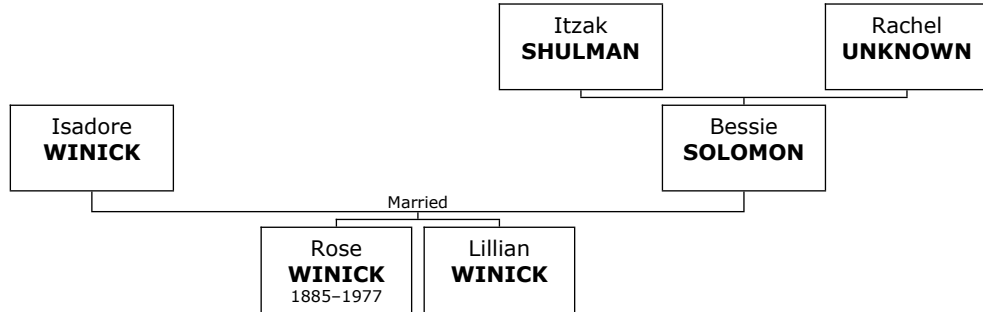 Itzak
SHULMAN
Rachel
UNKNOWN
Isadore
WINICK
Bessie
SOLOMON
Married
Rose
WINICK
1885–1977
Lillian
WINICK